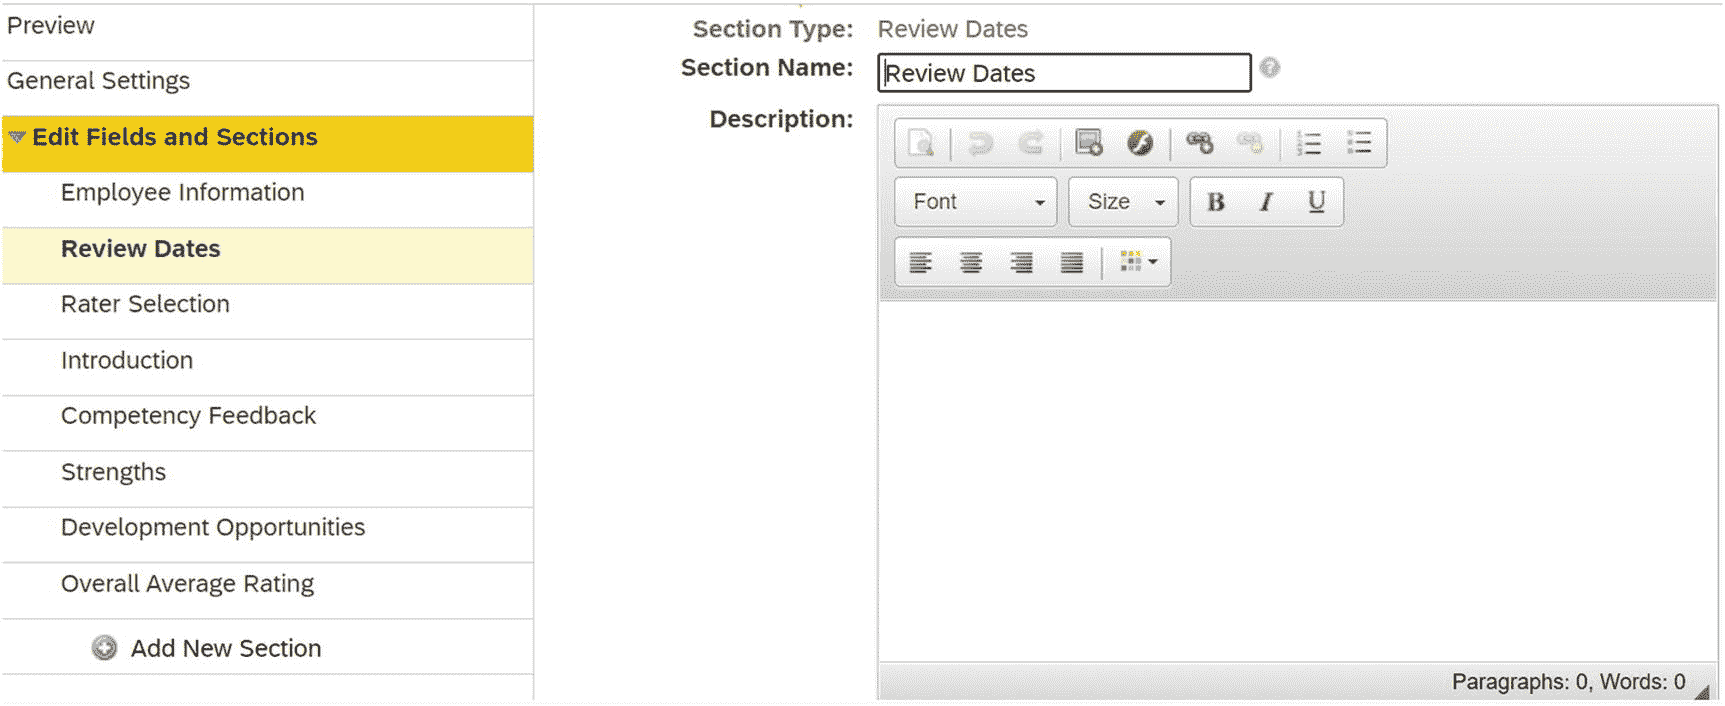 Preview
General Settings
Edit Fields and Sections
Employee Information
Review Dates
Rater Selection
Introduction
Competency Feedback
Strengths
Development Opportunities
Overall Average Rating
Add New Section
Section Type: Review Dates
Section Name: Review Dates
Description:
Font Size B I U
Paragraphs: 0, Words: 0